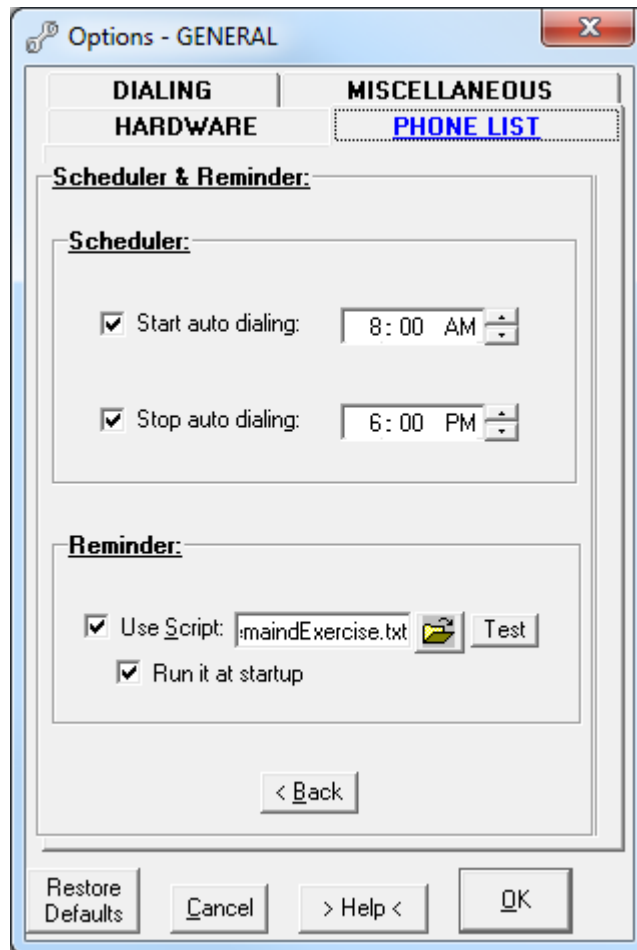 Options - GENERAL
DIALING MISCELLANEOUS
HARDWARE PHONE LIST
Scheduler & Reminder:
Scheduler:
Start auto dialing: 8: 00 AM
Stop auto dialing: 6: 00 PM
Reminder:
Use Script: maindExercise.txt Test
Run it at startup
< Back
Restore
Defaults
Cancel
> Help <
OK